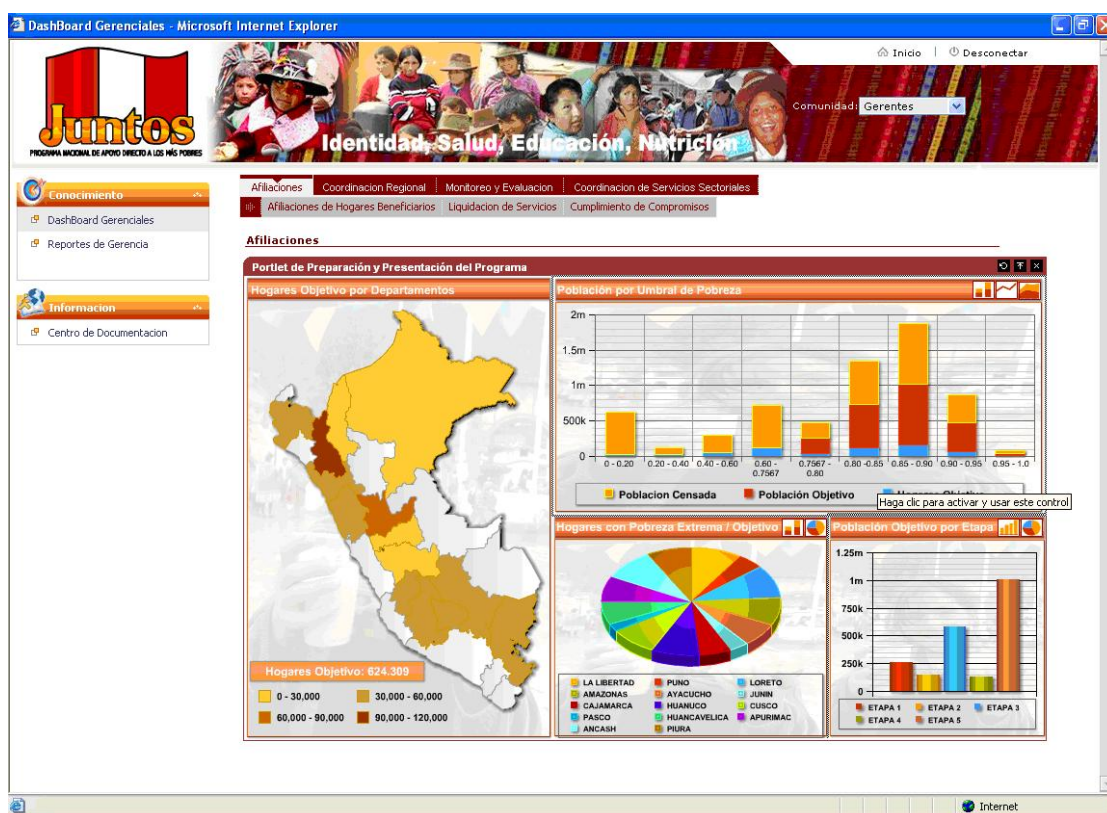 DashBoard Gerenciales - Microsoft Internet Explorer
Inicio | Desconectar
Juntos
PROGRAMA NACIONAL DE APOYO DIRECTO A LOS MÁS POBRES
Identidad, Salud, Educación, Nutrición
Comunidad: Gerentes
Conocimiento
DashBoard Gerenciales
Reportes de Gerencia
Informacion
Centro de Documentacion
Afiliaciones Coordinacion Regional Monitoreo y Evaluacion Coordinacion de Servicios Sectoriales
Afiliaciones de Hogares Beneficiarios Liquidacion de Servicios Cumplimiento de Compromisos
Afiliaciones
Portlet de Preparación y Presentación del Programa
Hogares Objetivo por Departamentos
Hogares Objetivo: 624.309
0 - 30,000 30,000 - 60,000
60,000 - 90,000 90,000 - 120,000
Población por Umbral de Pobreza
2m
1.5m
1m
500k
0
0 - 0.20 0.20 - 0.40 0.40 - 0.60 0.60 - 0.7567 0.7567 - 0.80 0.80 -0.85 0.85 - 0.90 0.90 - 0.95 0.95 - 1.0
Poblacion Censada Población Objetivo
Haga clic para activar y usar este control
Hogares con Pobreza Extrema / Objetivo
LA LIBERTAD PUNO LORETO
AMAZONAS AYACUCHO JUNIN
CAJAMARCA HUANUCO CUSCO
PASCO HUANCAVELICA APURIMAC
ANCASH PIURA
Población Objetivo por Etapa
1.25m
1m
750k
500k
250k
0
ETAPA 1 ETAPA 2 ETAPA 3
ETAPA 4 ETAPA 5
Internet